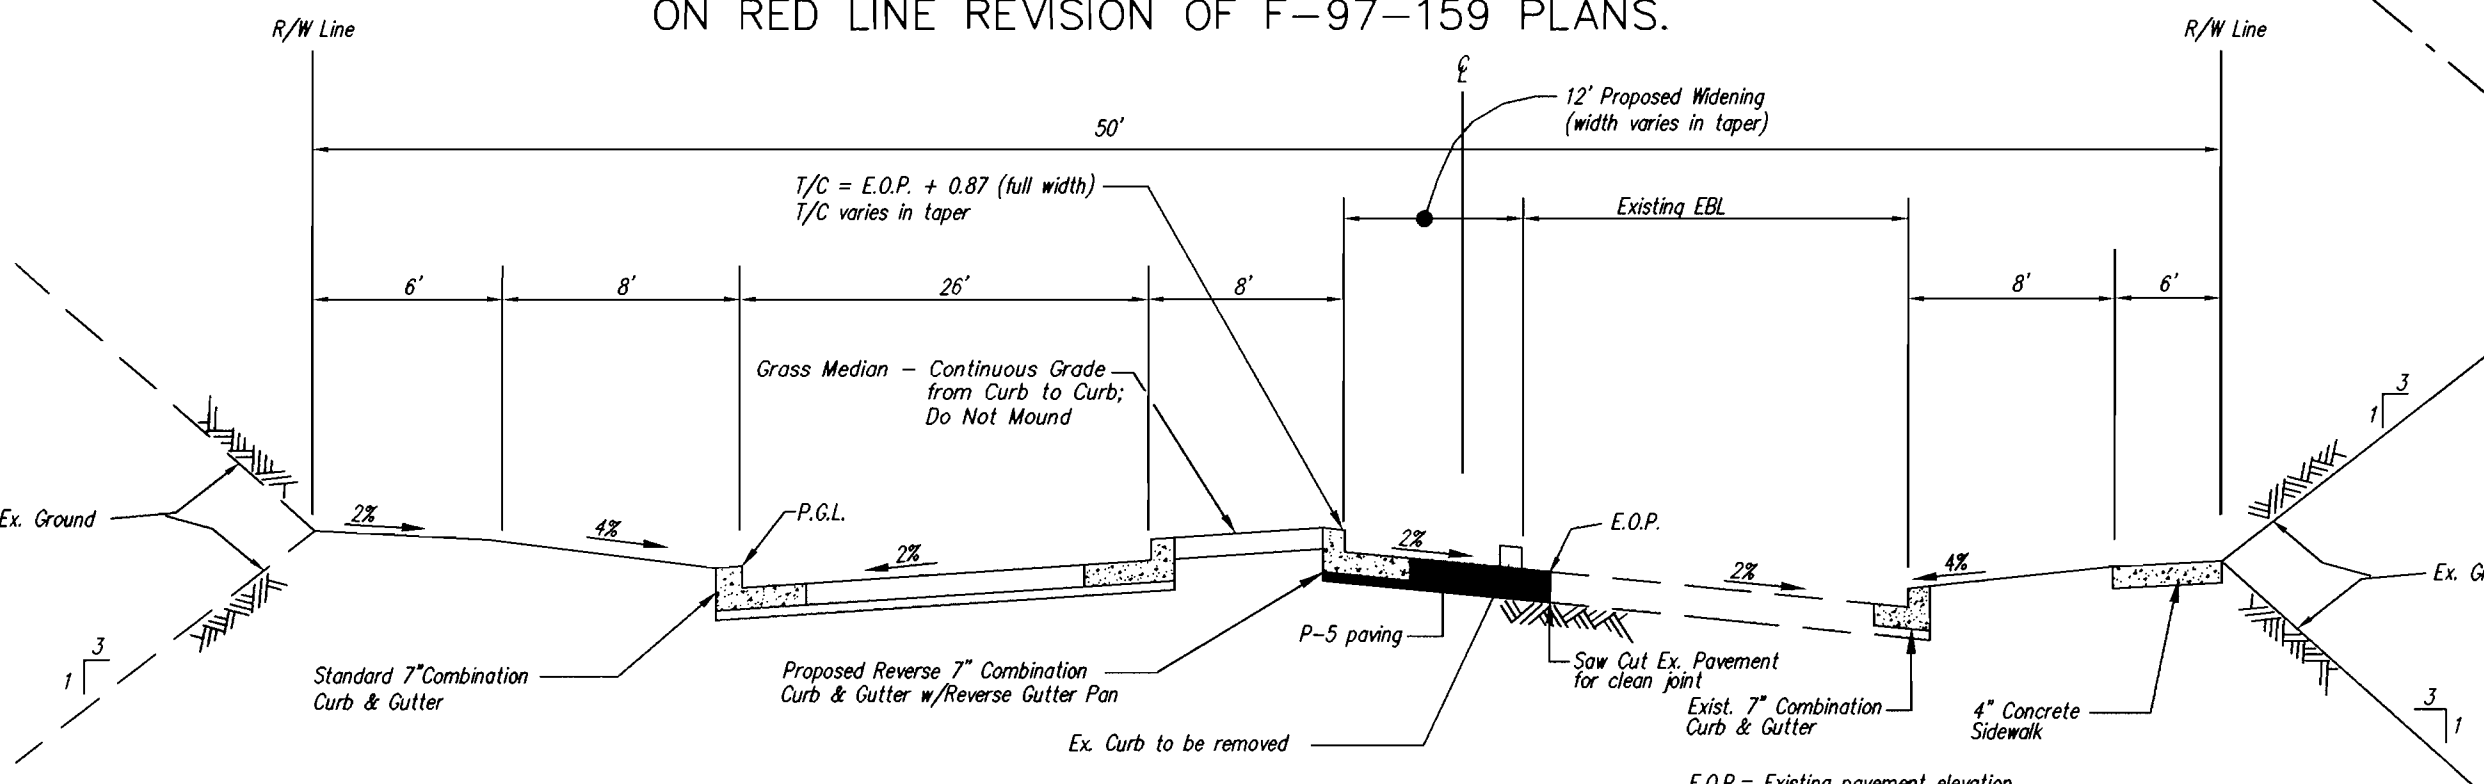 ON RED LINE REVISION OF F-97-159 PLANS.
R/W Line
R/W Line
℄
12' Proposed Widening
(width varies in taper)
50'
T/C = E.O.P. + 0.87 (full width)
T/C varies in taper
Existing EBL
6'
8'
26'
8'
8'
6'
Grass Median - Continuous Grade
from Curb to Curb;
Do Not Mound
3
1
Ex. Ground
2%
4%
P.G.L.
2%
2%
E.O.P.
2%
4%
Ex. G
P-5 paving
3
1
Standard 7"Combination
Curb & Gutter
Proposed Reverse 7" Combination
Curb & Gutter w/Reverse Gutter Pan
Saw Cut Ex. Pavement
for clean joint
Exist. 7" Combination
Curb & Gutter
4" Concrete
Sidewalk
3
1
Ex. Curb to be removed
E.O.P.= Existing pavement elevation